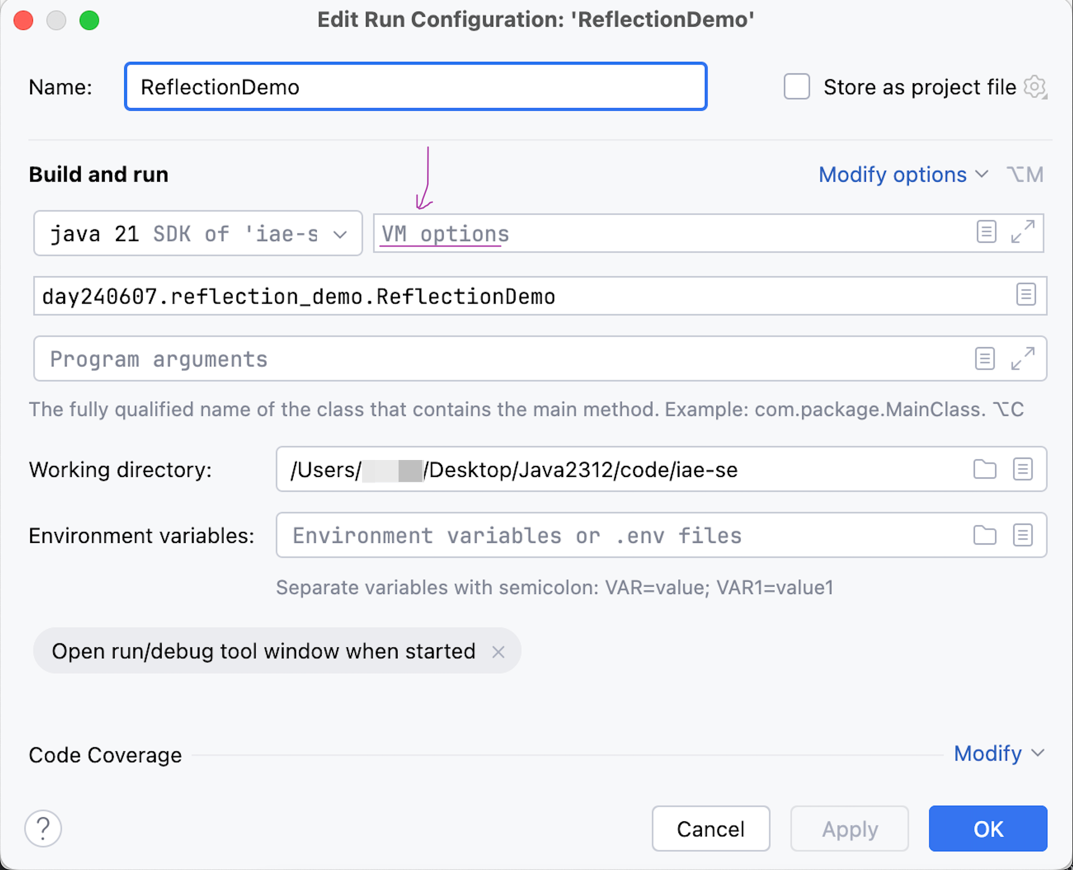 Edit Run Configuration: 'ReflectionDemo'
Name: ReflectionDemo Store as project file
Build and run Modify options ⌥M
java 21 SDK of 'iae-s VM options
day240607.reflection_demo.ReflectionDemo
Program arguments
The fully qualified name of the class that contains the main method. Example: com.package.MainClass. ⌥C
Working directory: /Users/ /Desktop/Java2312/code/iae-se
Environment variables: Environment variables or .env files
Separate variables with semicolon: VAR=value; VAR1=value1
Open run/debug tool window when started ×
Code Coverage Modify
? Cancel Apply OK